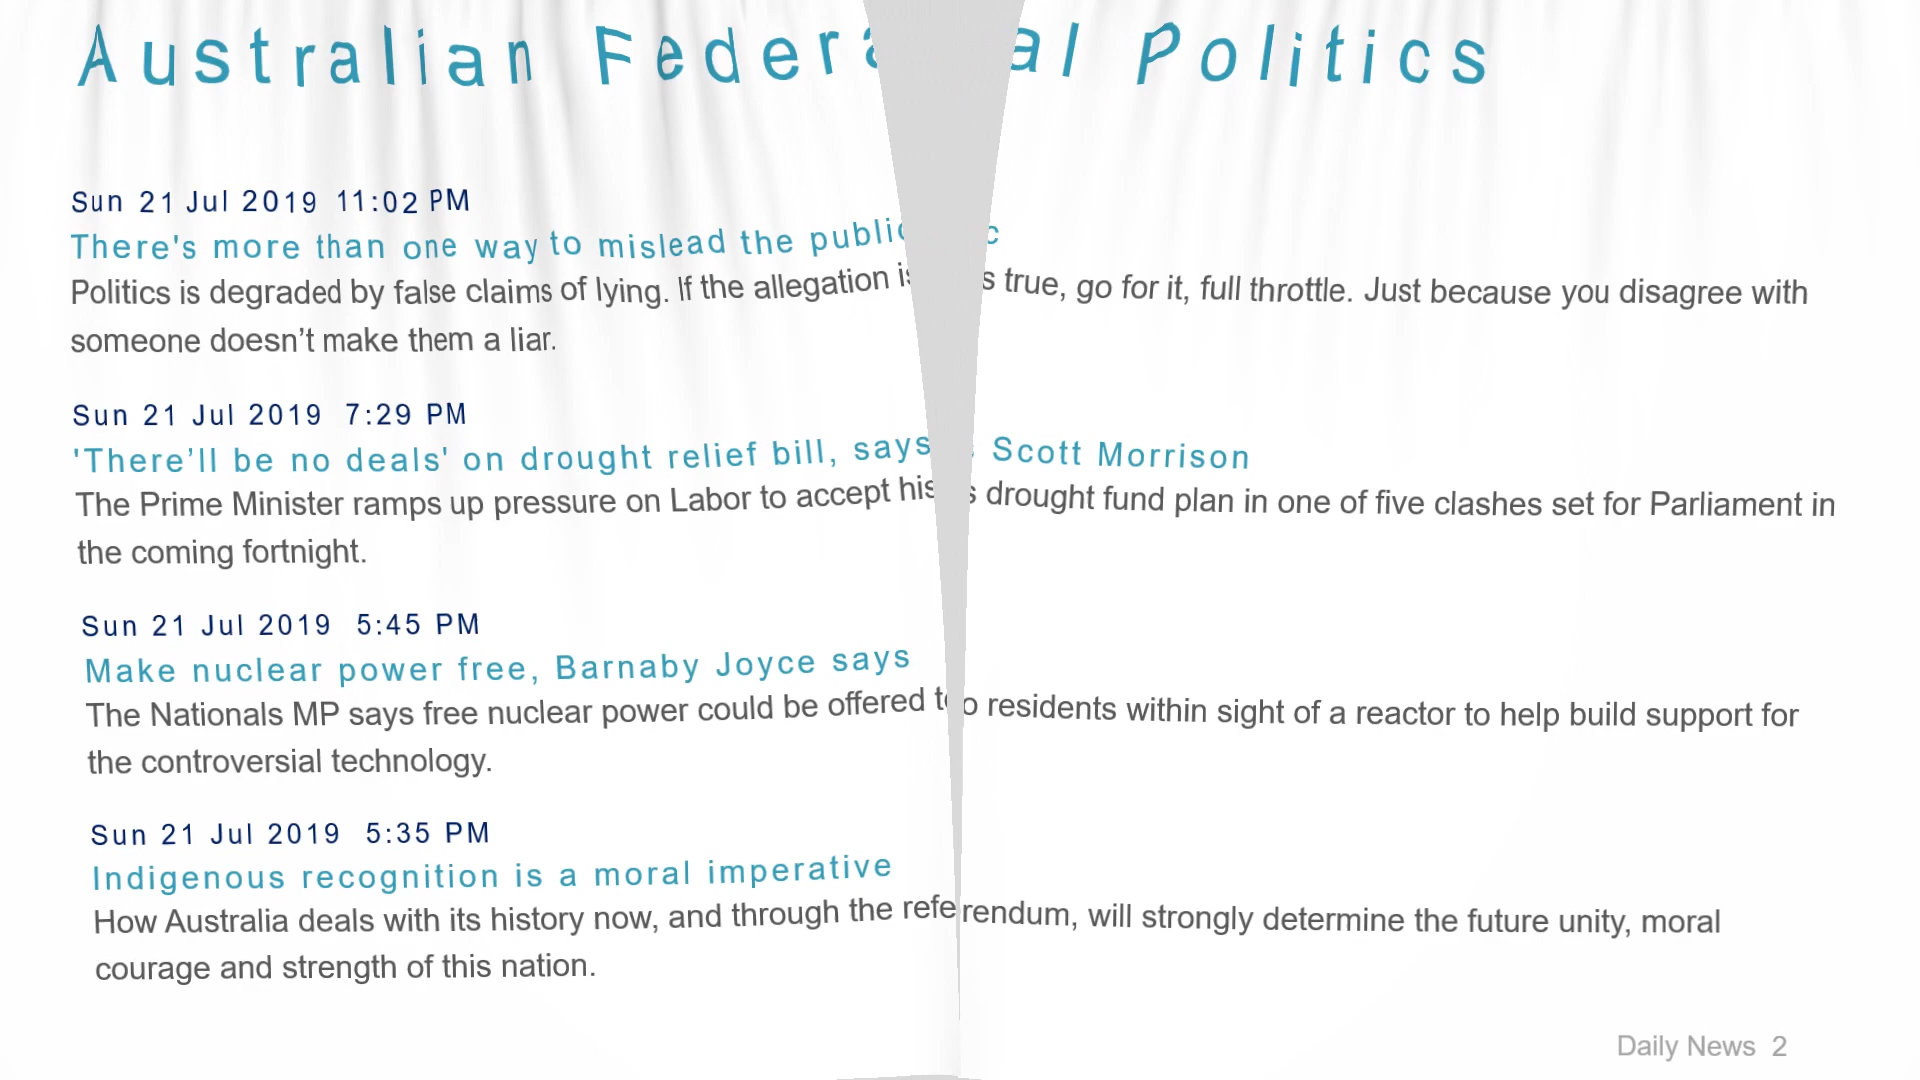 Australian Federal Politics
Sun 21 Jul 2019 11:02 PM
There's more than one way to mislead the public
Politics is degraded by false claims of lying. If the allegation is true, go for it, full throttle. Just because you disagree with
someone doesn’t make them a liar.
Sun 21 Jul 2019 7:29 PM
'There’ll be no deals' on drought relief bill, says Scott Morrison
The Prime Minister ramps up pressure on Labor to accept his drought fund plan in one of five clashes set for Parliament in
the coming fortnight.
Sun 21 Jul 2019 5:45 PM
Make nuclear power free, Barnaby Joyce says
The Nationals MP says free nuclear power could be offered to residents within sight of a reactor to help build support for
the controversial technology.
Sun 21 Jul 2019 5:35 PM
Indigenous recognition is a moral imperative
How Australia deals with its history now, and through the referendum, will strongly determine the future unity, moral
courage and strength of this nation.
Daily News 2